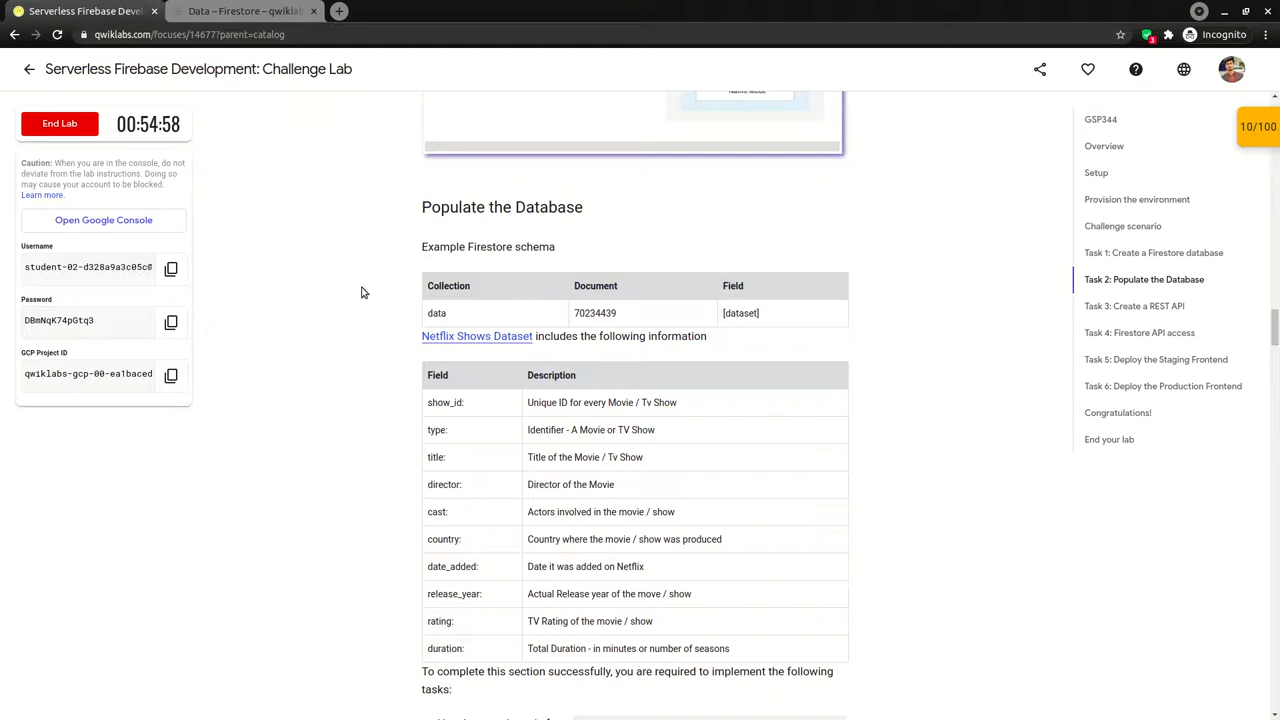 Serverless Firebase Develop
Data – Firestore – qwiklab
qwiklabs.com/focuses/14677?parent=catalog
3
Incognito
Serverless Firebase Development: Challenge Lab
End Lab
00:54:58
Caution: When you are in the console, do not
deviate from the lab instructions. Doing so
may cause your account to be blocked.
Learn more.
Open Google Console
Username
student-02-d328a9a3c05c0
Password
DBmNqK74pGtq3
GCP Project ID
qwiklabs-gcp-00-ea1baced
Native Mode
Populate the Database
Example Firestore schema
Collection Document Field
data 70234439 [dataset]
Netflix Shows Dataset includes the following information
Field Description
show_id: Unique ID for every Movie / Tv Show
type: Identifier - A Movie or TV Show
title: Title of the Movie / Tv Show
director: Director of the Movie
cast: Actors involved in the movie / show
country: Country where the movie / show was produced
date_added: Date it was added on Netflix
release_year: Actual Release year of the move / show
rating: TV Rating of the movie / show
duration: Total Duration - in minutes or number of seasons
To complete this section successfully, you are required to implement the following
tasks:
GSP344
Overview
Setup
Provision the environment
Challenge scenario
Task 1: Create a Firestore database
Task 2: Populate the Database
Task 3: Create a REST API
Task 4: Firestore API access
Task 5: Deploy the Staging Frontend
Task 6: Deploy the Production Frontend
Congratulations!
End your lab
10/100